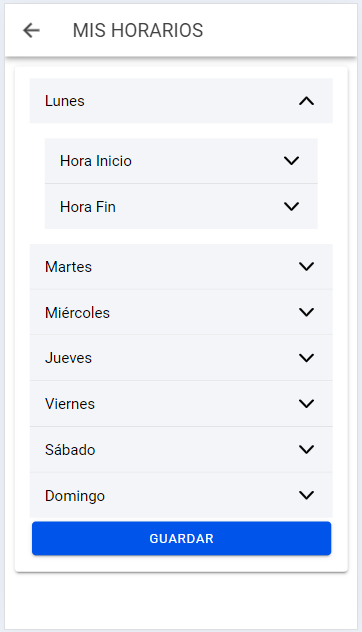 MIS HORARIOS
Lunes
Hora Inicio
Hora Fin
Martes
Miércoles
Jueves
Viernes
Sábado
Domingo
GUARDAR